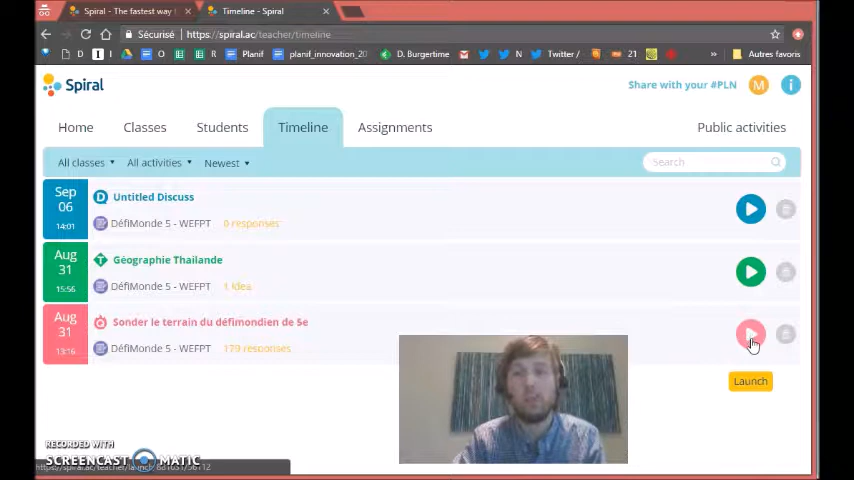 Spiral - The fastest way t
Timeline - Spiral
Sécurisé
https://spiral.ac/teacher/timeline
D
I
O
R
Planif
planif_innovation_20
D. Burgertime
N
Twitter /
21
»
Autres favoris
Spiral
Share with your #PLN
M
i
Home
Classes
Students
Timeline
Assignments
Public activities
All classes
All activities
Newest
Search
Sep
06
14:01
D
Untitled Discuss
DéfiMonde 5 - WEFPT
0 responses
Aug
31
15:56
T
Géographie Thaïlande
DéfiMonde 5 - WEFPT
1 idea
Aug
31
13:16
Sonder le terrain du défimondien de 5e
DéfiMonde 5 - WEFPT
179 responses
Launch
RECORDED WITH
SCREENCAST MATIC